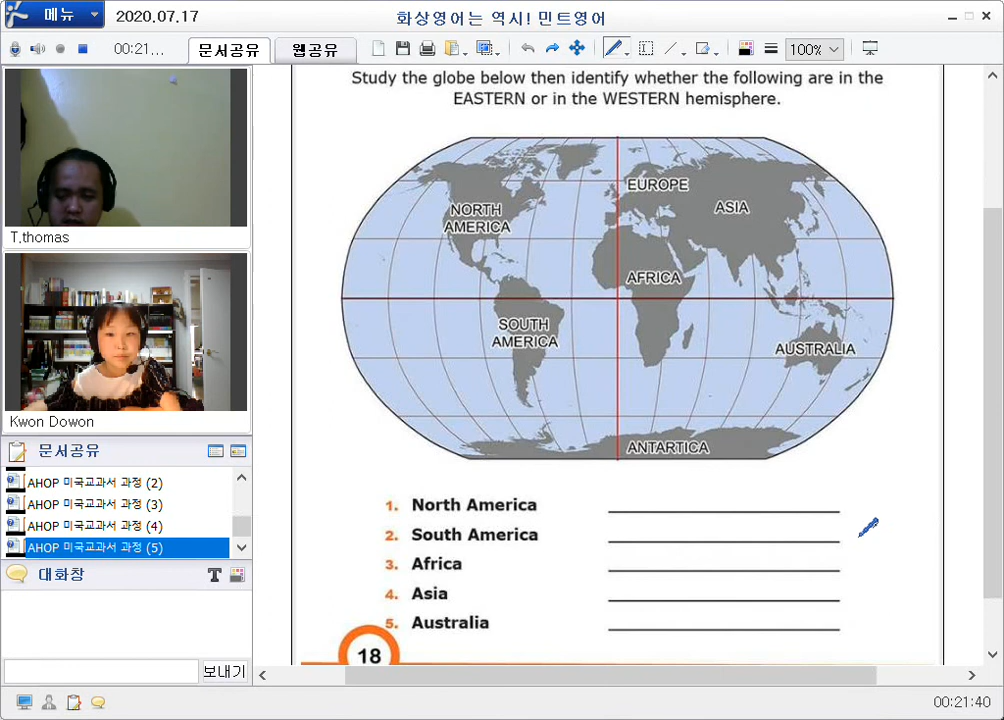 메뉴
2020.07.17
화상영어는 역시! 민트영어
00:21...
문서공유
웹공유
100%
T.thomas
Kwon Dowon
문서공유
AHOP 미국교과서 과정 (2)
AHOP 미국교과서 과정 (3)
AHOP 미국교과서 과정 (4)
AHOP 미국교과서 과정 (5)
대화창
T
보내기
Study the globe below then identify whether the following are in the
EASTERN or in the WESTERN hemisphere.
EUROPE
NORTH
AMERICA
ASIA
AFRICA
SOUTH
AMERICA
AUSTRALIA
ANTARTICA
1. North America
2. South America
3. Africa
4. Asia
5. Australia
18
00:21:40